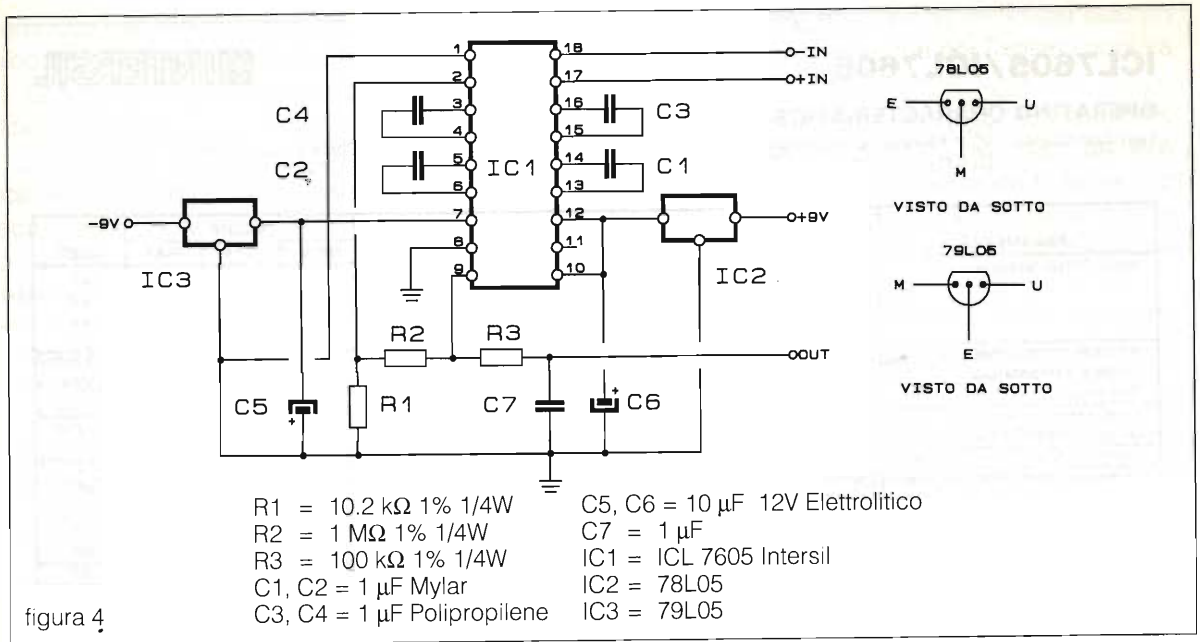 1
2
3
4
5
6
7
8
9
18
17
16
15
14
13
12
11
10
IC1
C4
C2
C3
C1
-IN
+IN
-9V
+9V
IC3
IC2
R2
R3
OUT
C5
+
R1
C7
C6
+
78L05
E
U
M
VISTO DA SOTTO
79L05
M
U
E
VISTO DA SOTTO
R1 = 10.2 kΩ 1% 1/4W
R2 = 1 MΩ 1% 1/4W
R3 = 100 kΩ 1% 1/4W
C1, C2 = 1 µF Mylar
C3, C4 = 1 µF Polipropilene
C5, C6 = 10 µF 12V Elettrolitico
C7 = 1 µF
IC1 = ICL 7605 Intersil
IC2 = 78L05
IC3 = 79L05
figura 4